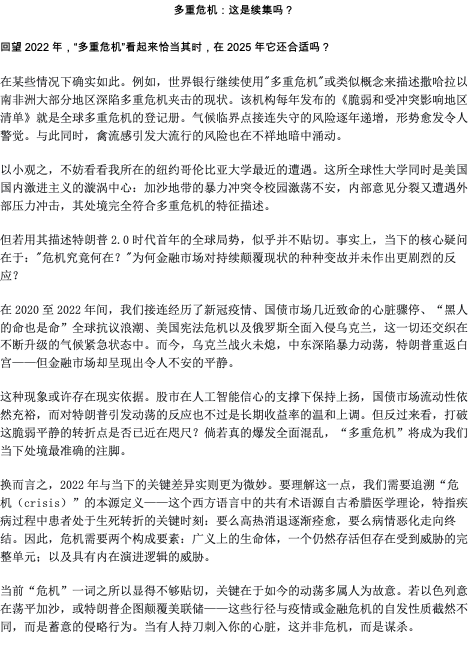 多重危机：这是续集吗？
回望 2022 年，“多重危机”看起来恰当其时，在 2025 年它还合适吗？
在某些情况下确实如此。例如，世界银行继续使用"多重危机"或类似概念来描述撒哈拉以
南非洲大部分地区深陷多重危机夹击的现状。该机构每年发布的《脆弱和受冲突影响地区
清单》就是全球多重危机的登记册。气候临界点接连失守的风险逐年递增，形势愈发令人
警觉。与此同时，禽流感引发大流行的风险也在不祥地暗中涌动。
以小观之，不妨看看我所在的纽约哥伦比亚大学最近的遭遇。这所全球性大学同时是美国
国内激进主义的漩涡中心：加沙地带的暴力冲突令校园激荡不安，内部意见分裂又遭遇外
部压力冲击，其处境完全符合多重危机的特征描述。
但若用其描述特朗普 2.0 时代首年的全球局势，似乎并不贴切。事实上，当下的核心疑问
在于："危机究竟何在？"为何金融市场对持续颠覆现状的种种变故并未作出更剧烈的反
应？
在 2020 至 2022 年间，我们接连经历了新冠疫情、国债市场几近致命的心脏骤停、“黑人
的命也是命”全球抗议浪潮、美国宪法危机以及俄罗斯全面入侵乌克兰，这一切还交织在
不断升级的气候紧急状态中。而今，乌克兰战火未熄，中东深陷暴力动荡，特朗普重返白
宫——但金融市场却呈现出令人不安的平静。
这种现象或许存在现实依据。股市在人工智能信心的支撑下保持上扬，国债市场流动性依
然充裕，而对特朗普引发动荡的反应也不过是长期收益率的温和上调。但反过来看，打破
这脆弱平静的转折点是否已近在咫尺？倘若真的爆发全面混乱，“多重危机”将成为我们
当下处境最准确的注脚。
换而言之，2022 年与当下的关键差异实则更为微妙。要理解这一点，我们需要追溯“危
机（crisis）”的本源定义——这个西方语言中的共有术语源自古希腊医学理论，特指疾
病过程中患者处于生死转折的关键时刻：要么高热消退逐渐痊愈，要么病情恶化走向终
结。因此，危机需要两个构成要素：广义上的生命体，一个仍然存活但存在受到威胁的完
整单元；以及具有内在演进逻辑的威胁。
当前“危机”一词之所以显得不够贴切，关键在于如今的动荡多属人为故意。若以色列意
在荡平加沙，或特朗普企图颠覆美联储——这些行径与疫情或金融危机的自发性质截然不
同，而是蓄意的侵略行为。当有人持刀刺入你的心脏，这并非危机，而是谋杀。